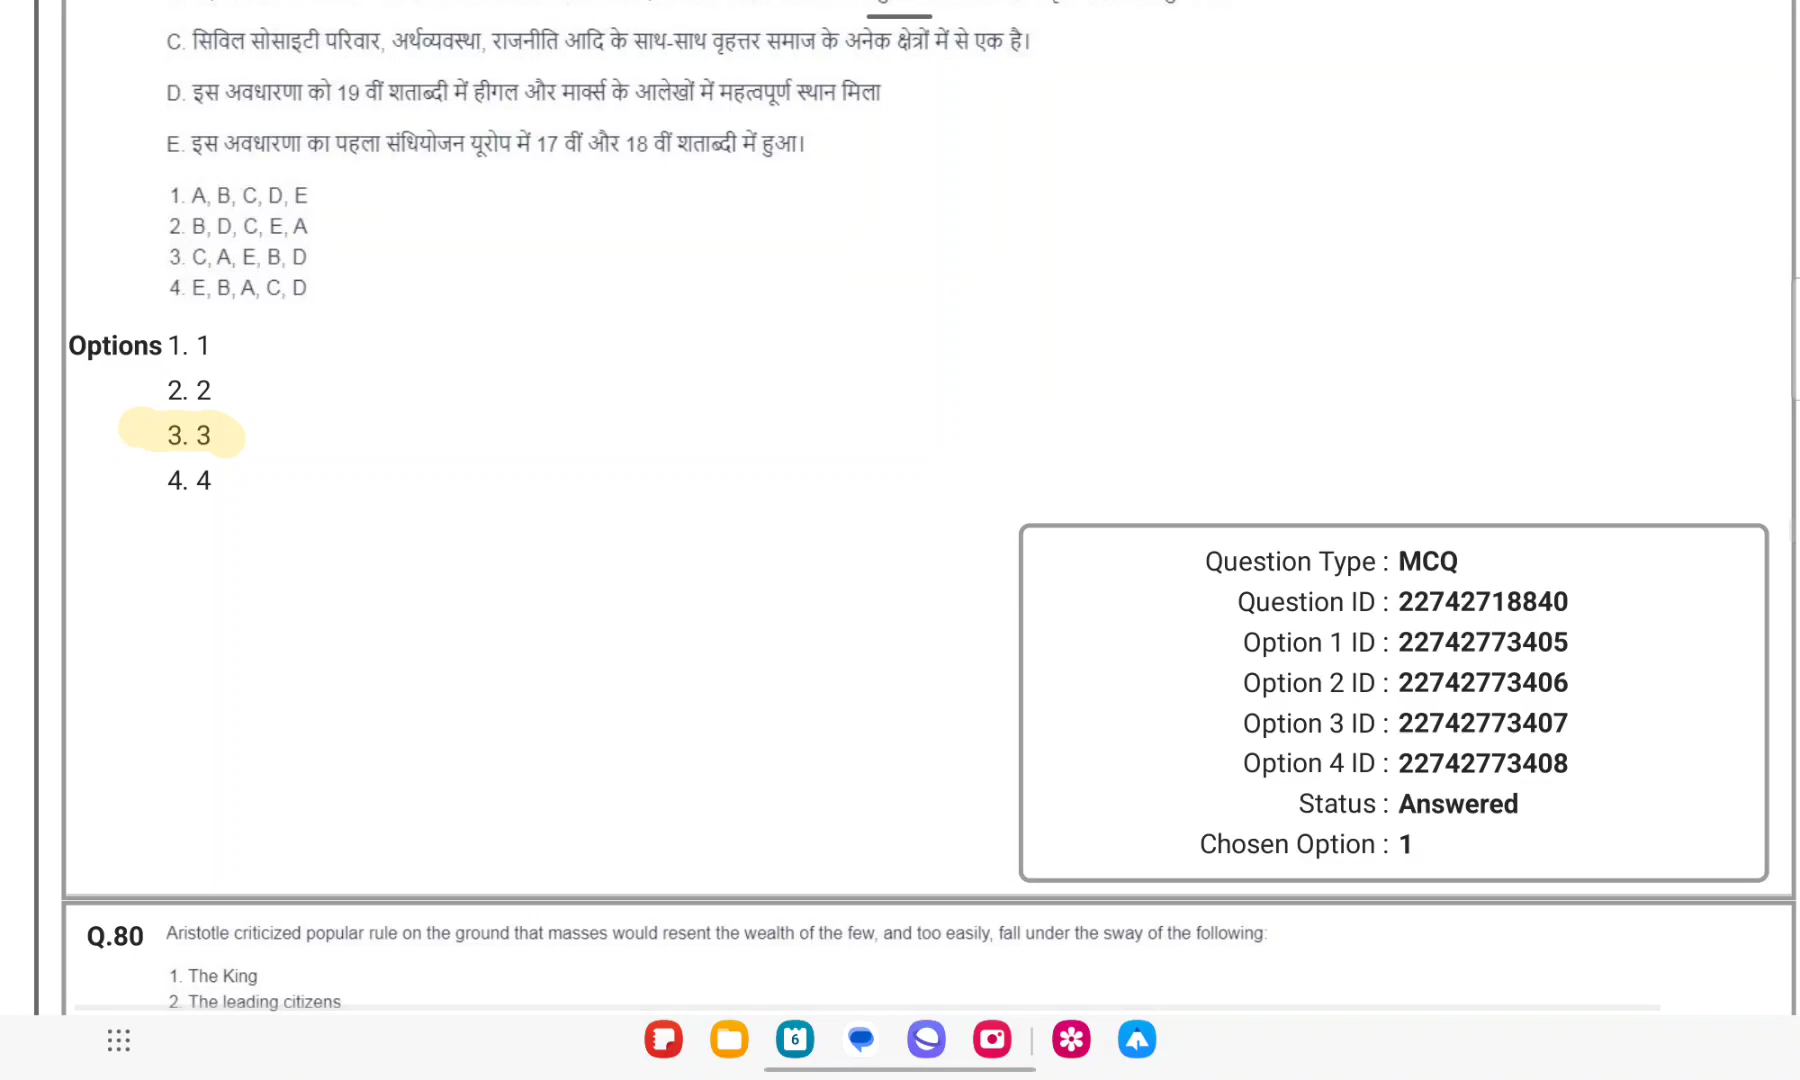 C. सिविल सोसाइटी परिवार, अर्थव्यवस्था, राजनीति आदि के साथ-साथ वृहत्तर समाज के अनेक क्षेत्रों में से एक है।
D. इस अवधारणा को 19 वीं शताब्दी में हीगल और मार्क्स के आलेखों में महत्वपूर्ण स्थान मिला
E. इस अवधारणा का पहला संधियोजन यूरोप में 17 वीं और 18 वीं शताब्दी में हुआ।
1. A, B, C, D, E
2. B, D, C, E, A
3. C, A, E, B, D
4. E, B, A, C, D
Options 1. 1
2. 2
3. 3
4. 4
Question Type : MCQ
Question ID : 22742718840
Option 1 ID : 22742773405
Option 2 ID : 22742773406
Option 3 ID : 22742773407
Option 4 ID : 22742773408
Status : Answered
Chosen Option : 1
Q.80 Aristotle criticized popular rule on the ground that masses would resent the wealth of the few, and too easily, fall under the sway of the following:
1. The King
2. The leading citizens
6